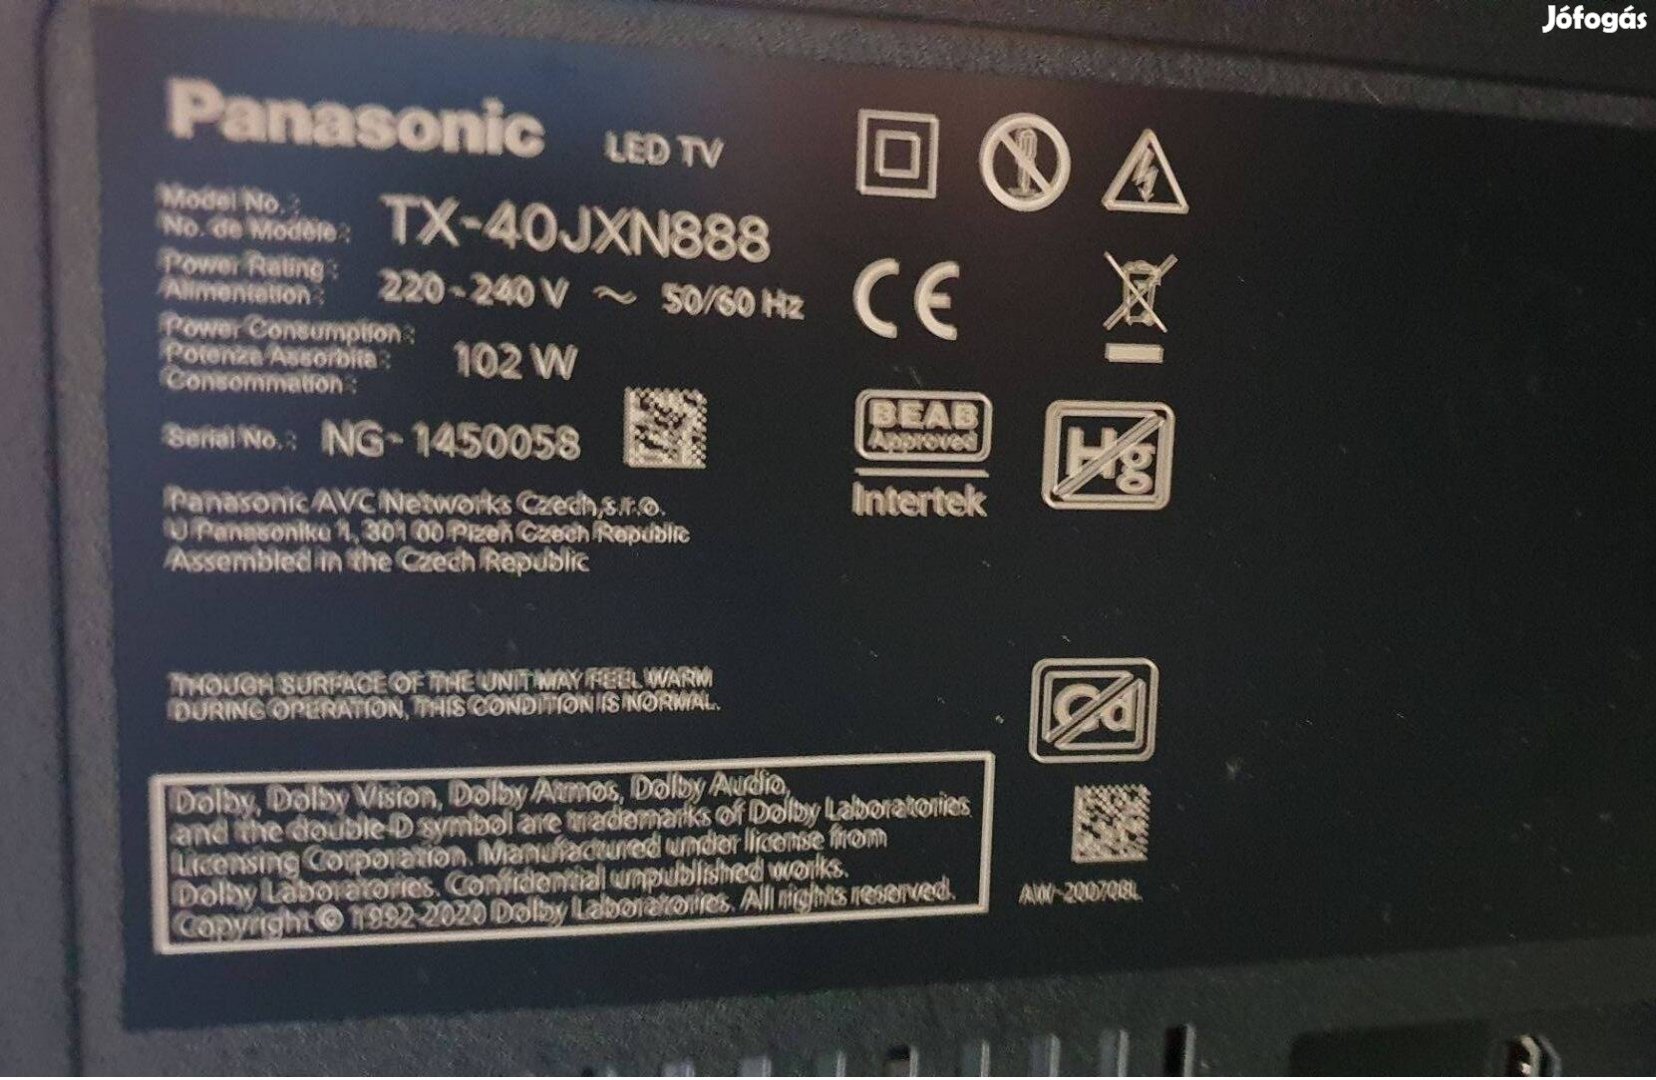 Jófogás
Panasonic LED TV
Model No. :
No. de Modèle : TX-40JXN888
Power Rating :
Alimentation : 220 - 240 V ~ 50/60 Hz
Power Consumption :
Potenza Assorbita : 102 W
Consommation :
Serial No. : NG- 1450058
Panasonic AVC Networks Czech,s.r.o.
U Panasoniku 1, 301 00 Plzeň Czech Republic
Assembled in the Czech Republic
CE
BEAB
Approved
Intertek
Hg
THOUGH SURFACE OF THE UNIT MAY FEEL WARM
DURING OPERATION, THIS CONDITION IS NORMAL.
Cd
Dolby, Dolby Vision, Dolby Atmos, Dolby Audio,
and the double-D symbol are trademarks of Dolby Laboratories
Licensing Corporation. Manufactured under license from
Dolby Laboratories. Confidential unpublished works.
Copyright © 1992-2020 Dolby Laboratories. All rights reserved.